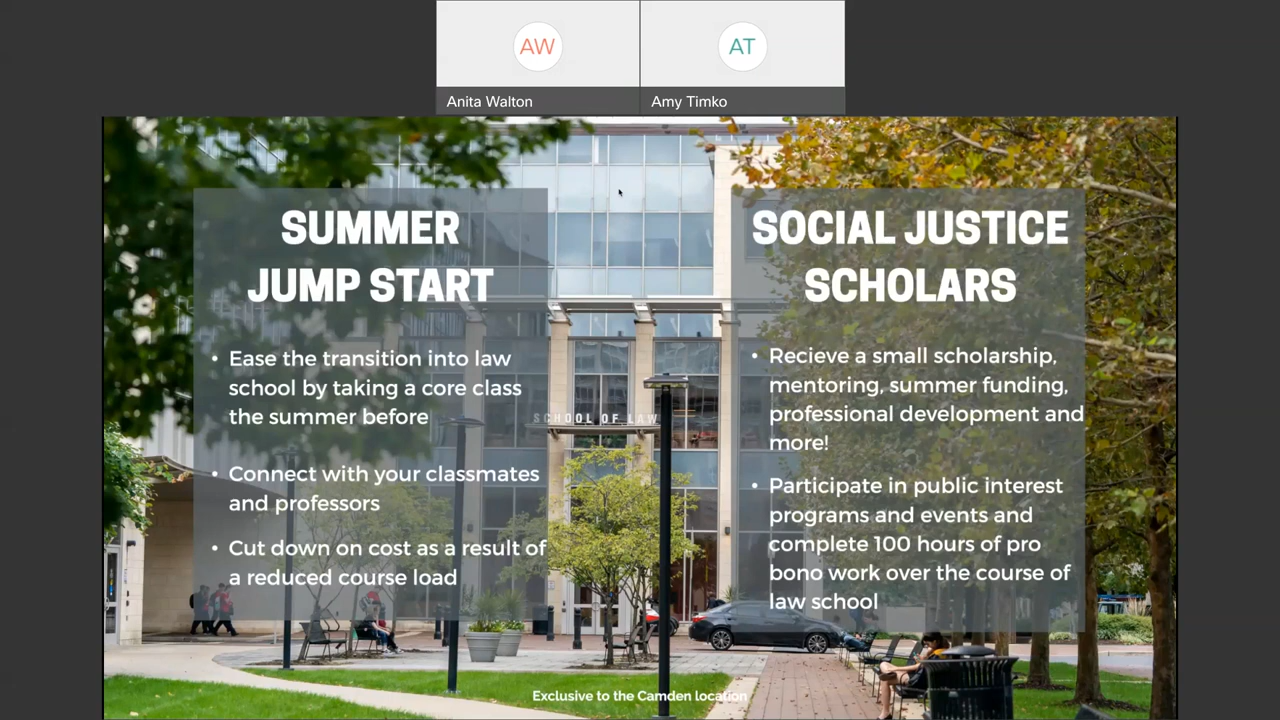 AW
AT
Anita Walton
Amy Timko
SUMMER
JUMP START
• Ease the transition into law
school by taking a core class
the summer before
• Connect with your classmates
and professors
• Cut down on cost as a result of
a reduced course load
SOCIAL JUSTICE
SCHOLARS
• Recieve a small scholarship,
mentoring, summer funding,
professional development and
more!
• Participate in public interest
programs and events and
complete 100 hours of pro
bono work over the course of
law school
SCHOOL OF LAW
Exclusive to the Camden location